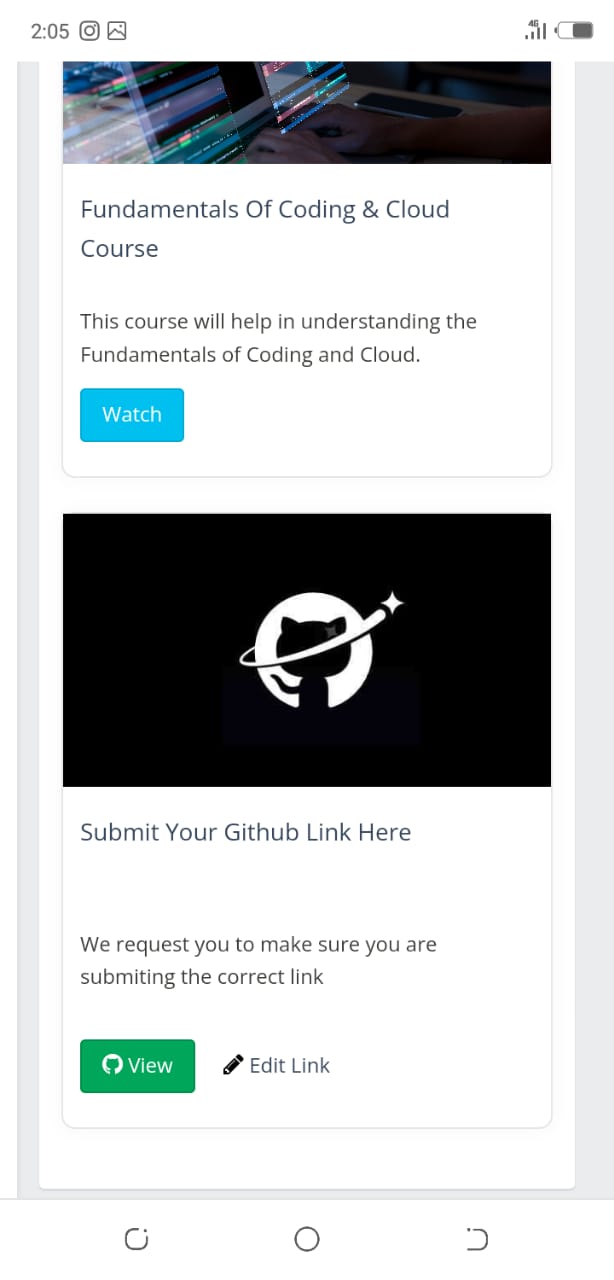 2:05
4G
Fundamentals Of Coding & Cloud
Course
This course will help in understanding the
Fundamentals of Coding and Cloud.
Watch
Submit Your Github Link Here
We request you to make sure you are
submiting the correct link
View
Edit Link